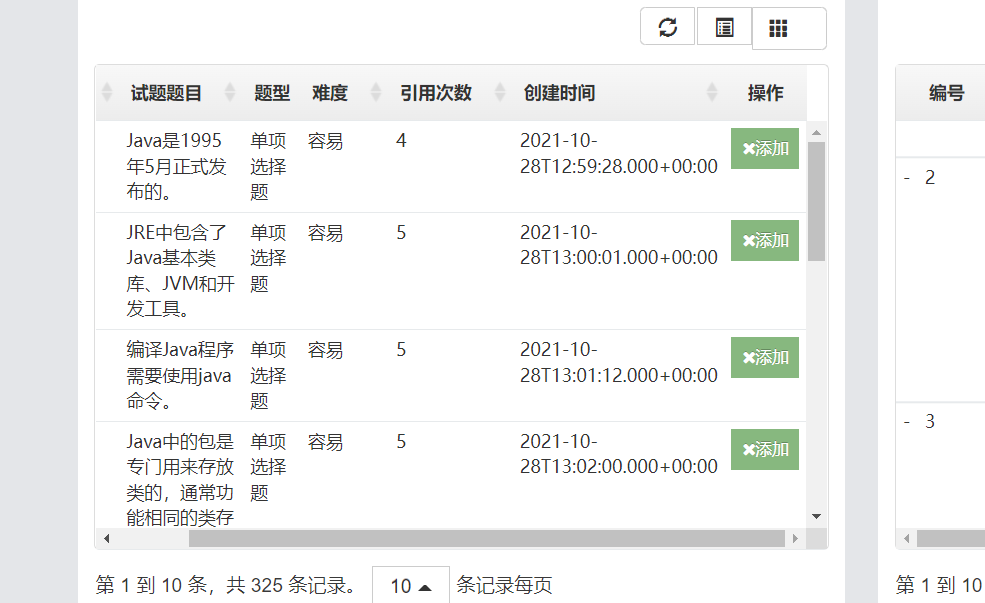 试题题目 题型 难度 引用次数 创建时间 操作 编号
Java是1995 单项 容易 4 2021-10- ✖添加
年5月正式发 选择 28T12:59:28.000+00:00
布的。 题
- 2
JRE中包含了 单项 容易 5 2021-10- ✖添加
Java基本类 选择 28T13:00:01.000+00:00
库、JVM和开 题
发工具。
编译Java程序 单项 容易 5 2021-10- ✖添加
需要使用java 选择 28T13:01:12.000+00:00
命令。 题
- 3
Java中的包是 单项 容易 5 2021-10- ✖添加
专门用来存放 选择 28T13:02:00.000+00:00
类的，通常功 题
能相同的类存
第 1 到 10 条，共 325 条记录。 10 条记录每页 第 1 到 10